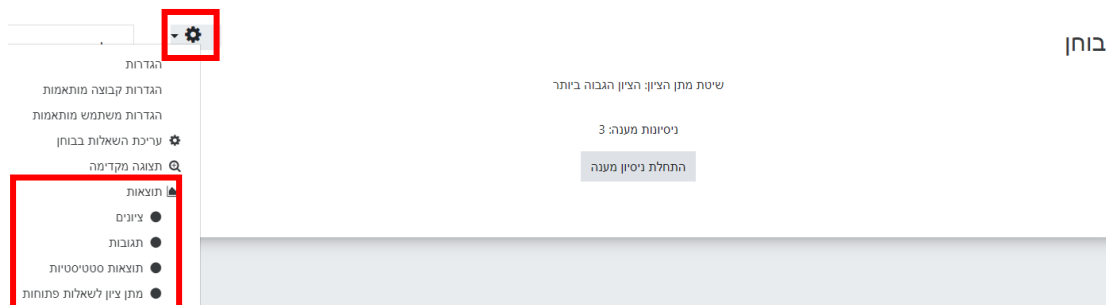 בוחן
שיטת מתן הציון: הציון הגבוה ביותר
ניסיונות מענה: 3
התחלת ניסיון מענה
הגדרות
הגדרות קבוצה מותאמות
הגדרות משתמש מותאמות
עריכת השאלות בבוחן
תצוגה מקדימה
תוצאות
ציונים
תגובות
תוצאות סטטיסטיות
מתן ציון לשאלות פתוחות